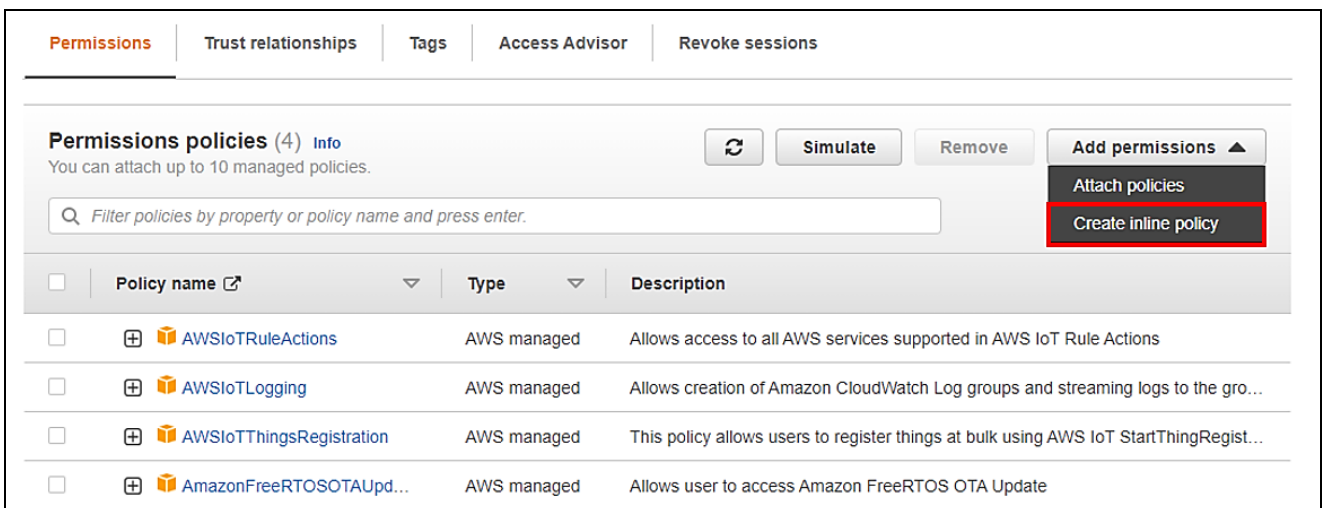 Permissions Trust relationships Tags Access Advisor Revoke sessions
Permissions policies (4) Info
You can attach up to 10 managed policies.
Simulate Remove Add permissions
Attach policies
Create inline policy
Filter policies by property or policy name and press enter.
Policy name Type Description
AWSIoTRuleActions AWS managed Allows access to all AWS services supported in AWS IoT Rule Actions
AWSIoTLogging AWS managed Allows creation of Amazon CloudWatch Log groups and streaming logs to the gro...
AWSIoTThingsRegistration AWS managed This policy allows users to register things at bulk using AWS IoT StartThingRegist...
AmazonFreeRTOSOTAUpd... AWS managed Allows user to access Amazon FreeRTOS OTA Update